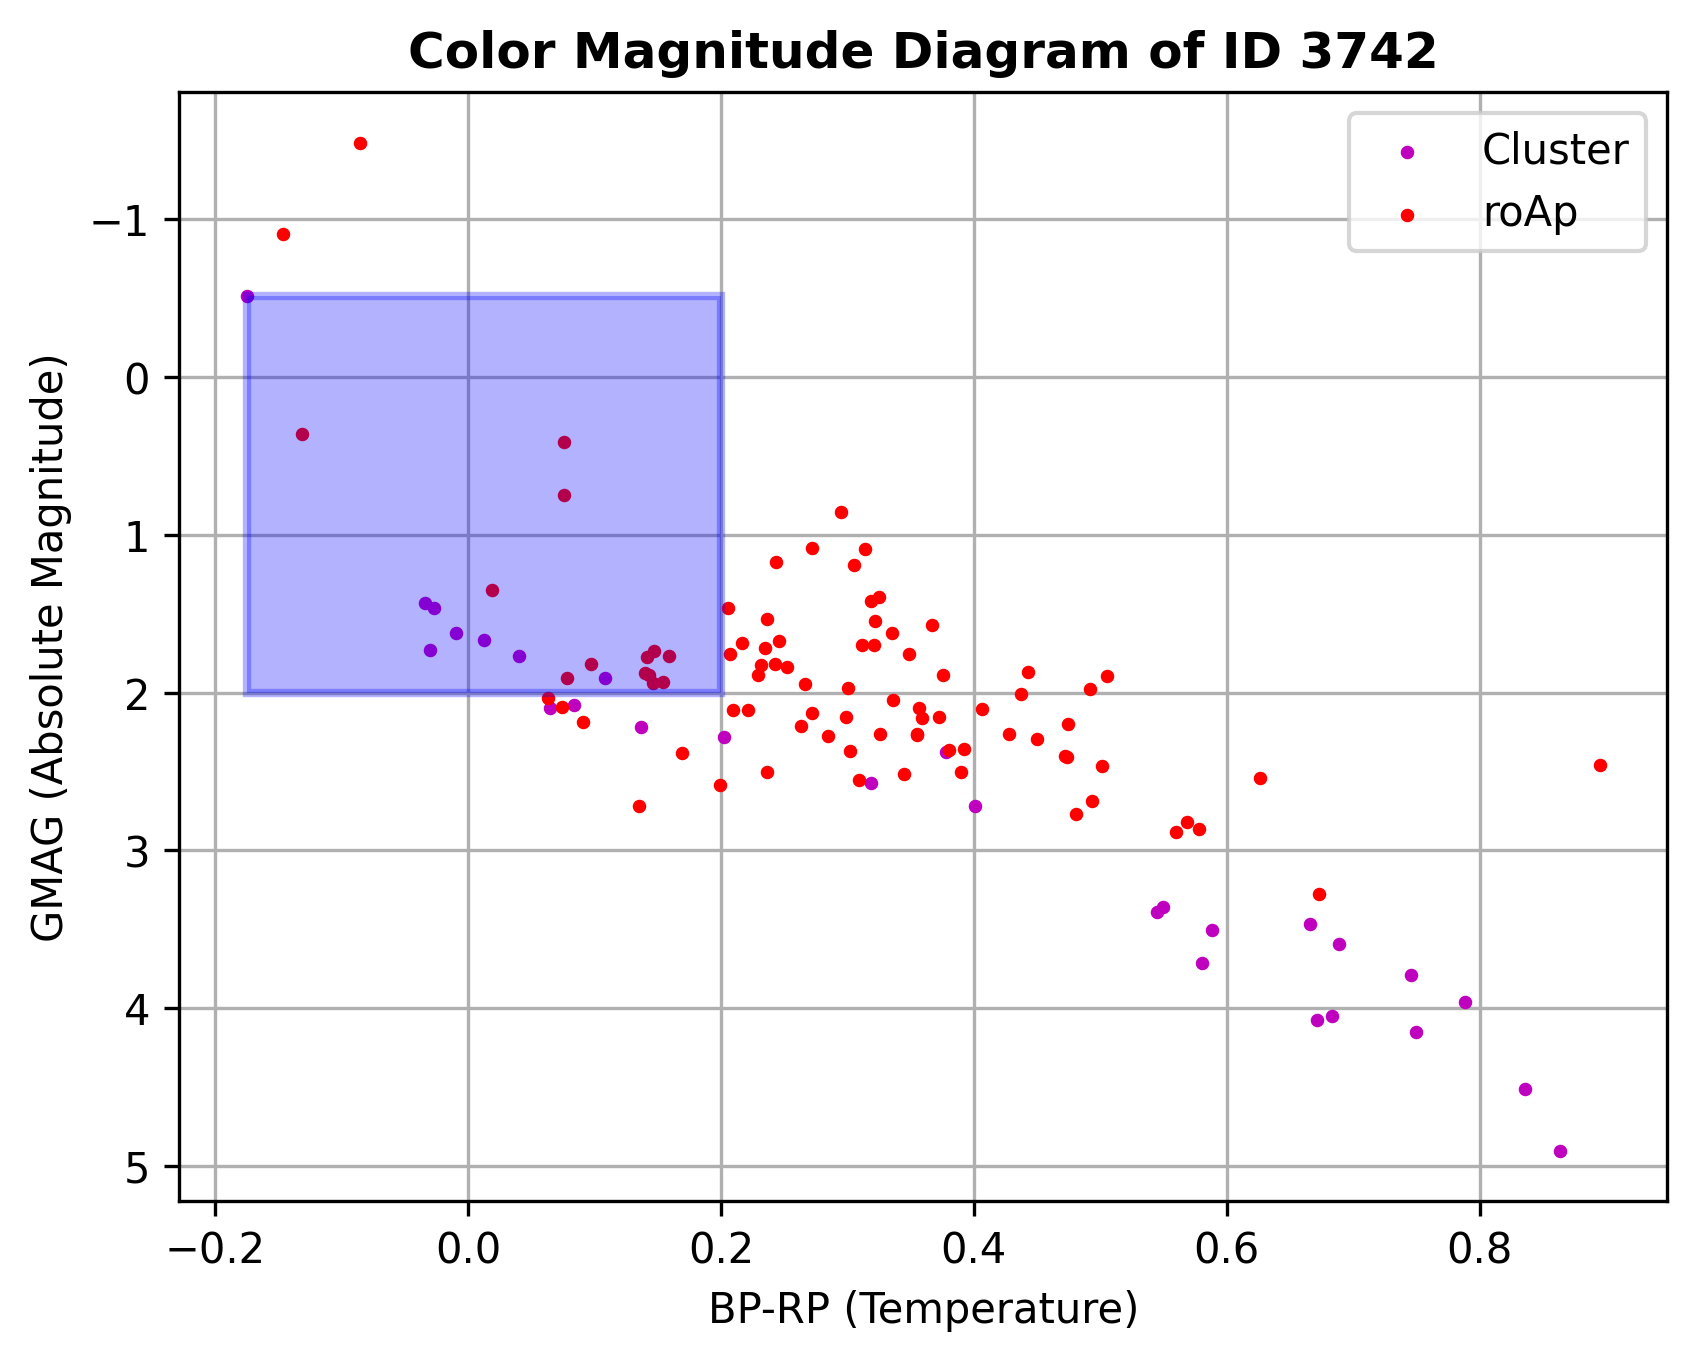 Color Magnitude Diagram of ID 3742
Cluster
roAp
−1
0
1
2
3
4
5
GMAG (Absolute Magnitude)
−0.2 0.0 0.2 0.4 0.6 0.8
BP-RP (Temperature)